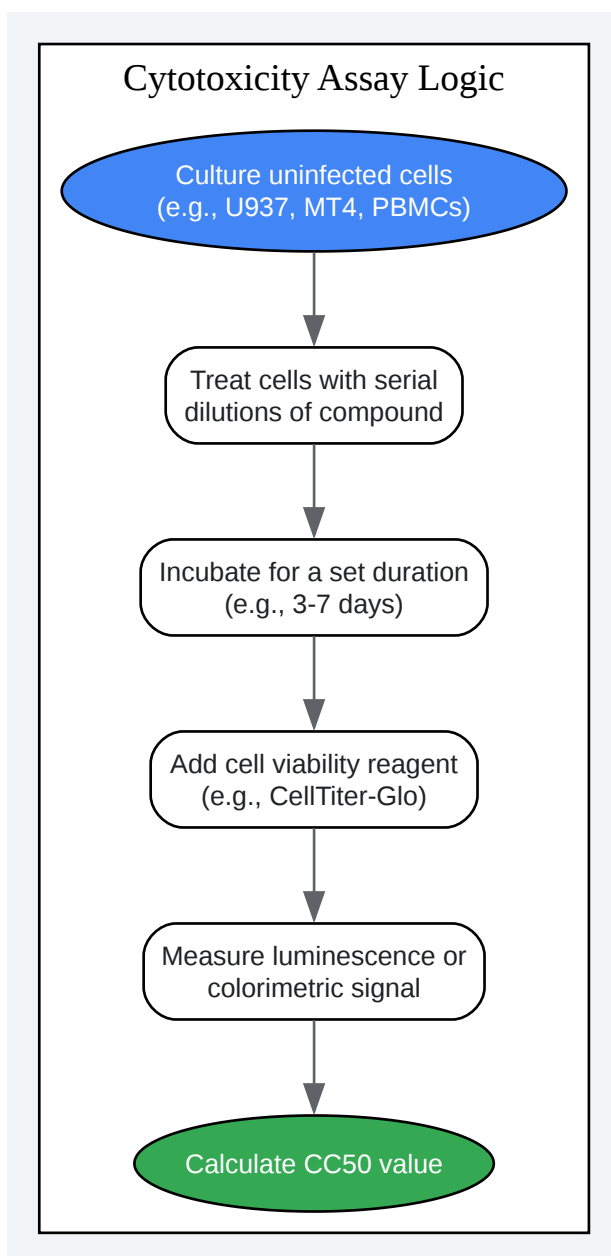 Cytotoxicity Assay Logic
Culture uninfected cells
(e.g., U937, MT4, PBMCs)
Treat cells with serial
dilutions of compound
Incubate for a set duration
(e.g., 3-7 days)
Add cell viability reagent
(e.g., CellTiter-Glo)
Measure luminescence or
colorimetric signal
Calculate CC50 value